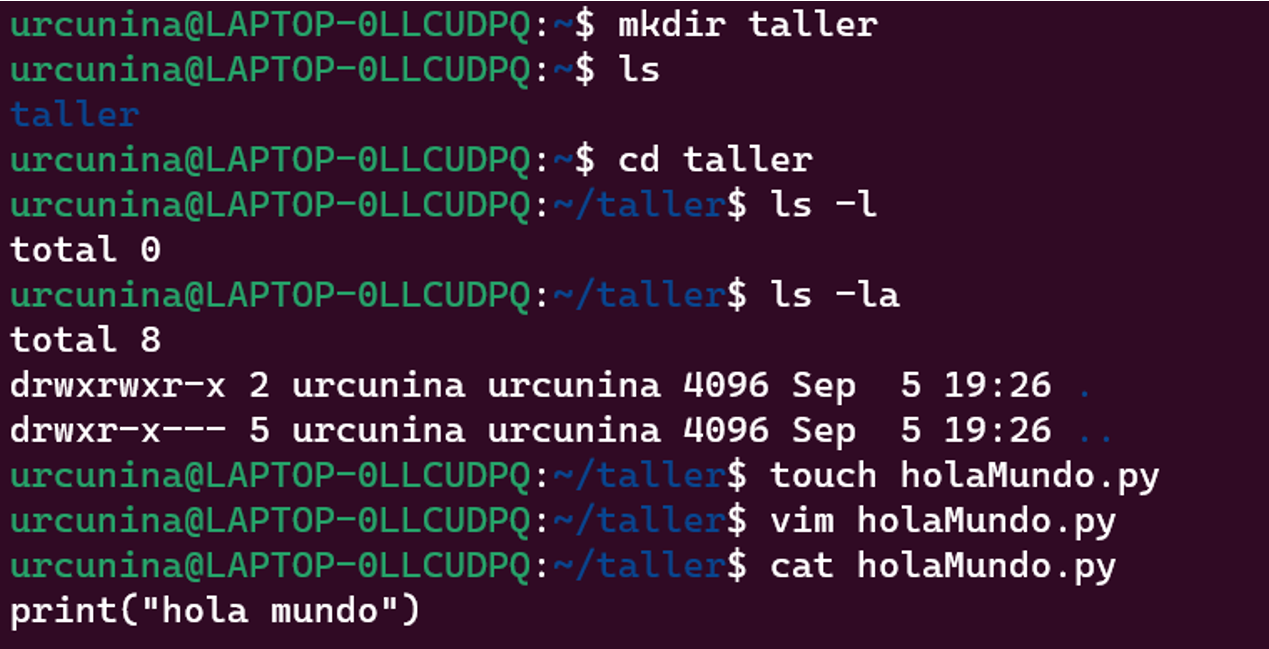 urcunina@LAPTOP-0LLCUDPQ:~$ mkdir taller
urcunina@LAPTOP-0LLCUDPQ:~$ ls
taller
urcunina@LAPTOP-0LLCUDPQ:~$ cd taller
urcunina@LAPTOP-0LLCUDPQ:~/taller$ ls -l
total 0
urcunina@LAPTOP-0LLCUDPQ:~/taller$ ls -la
total 8
drwxrwxr-x 2 urcunina urcunina 4096 Sep  5 19:26 .
drwxr-x--- 5 urcunina urcunina 4096 Sep  5 19:26 ..
urcunina@LAPTOP-0LLCUDPQ:~/taller$ touch holaMundo.py
urcunina@LAPTOP-0LLCUDPQ:~/taller$ vim holaMundo.py
urcunina@LAPTOP-0LLCUDPQ:~/taller$ cat holaMundo.py
print("hola mundo")